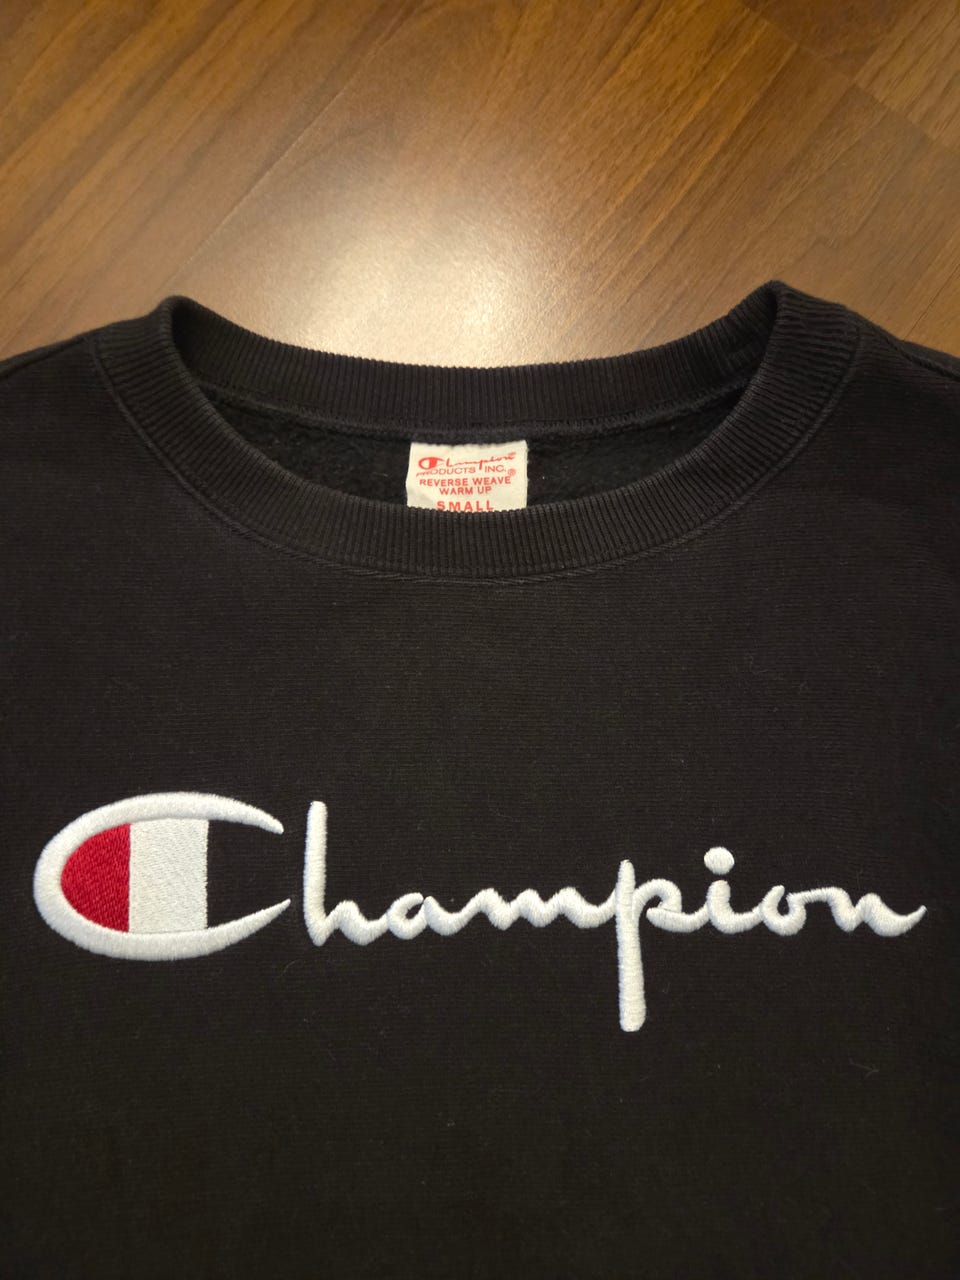 Champion®
PRODUCTS INC.®
REVERSE WEAVE
WARM UP
SMALL
Champion